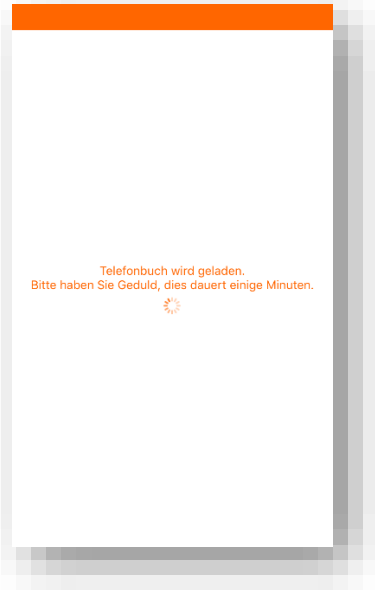 Telefonbuch wird geladen.
Bitte haben Sie Geduld, dies dauert einige Minuten.